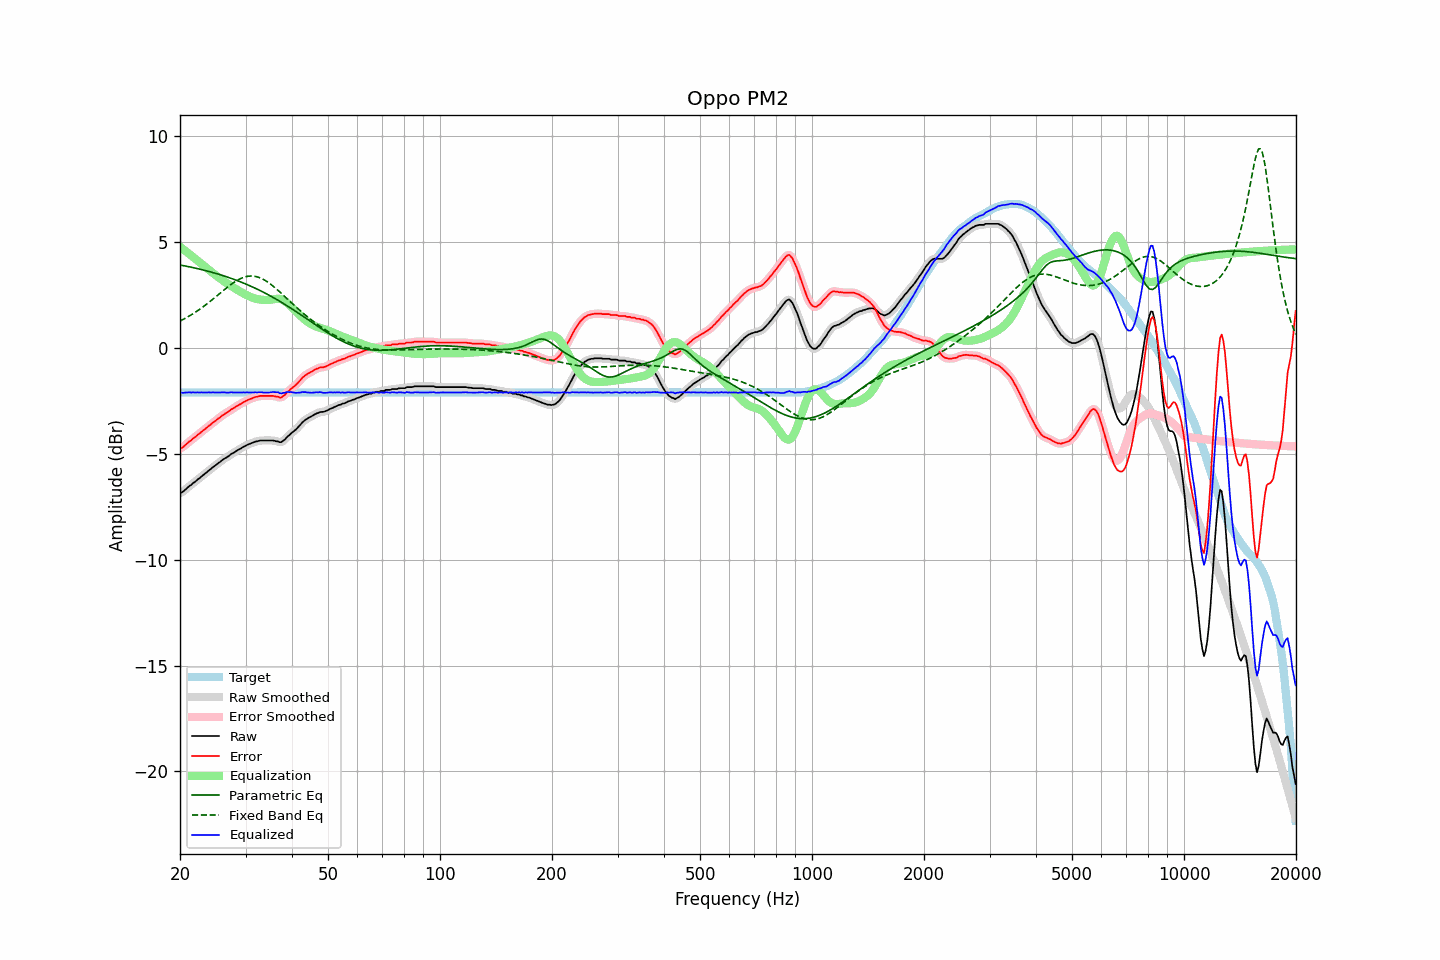 Oppo PM2
Amplitude (dBr)
10
5
0
−5
−10
−15
−20
Target
Raw Smoothed
Error Smoothed
Raw
Error
Equalization
Parametric Eq
Fixed Band Eq
Equalized
20 50 100 200 500 1000 2000 5000 10000 20000
Frequency (Hz)